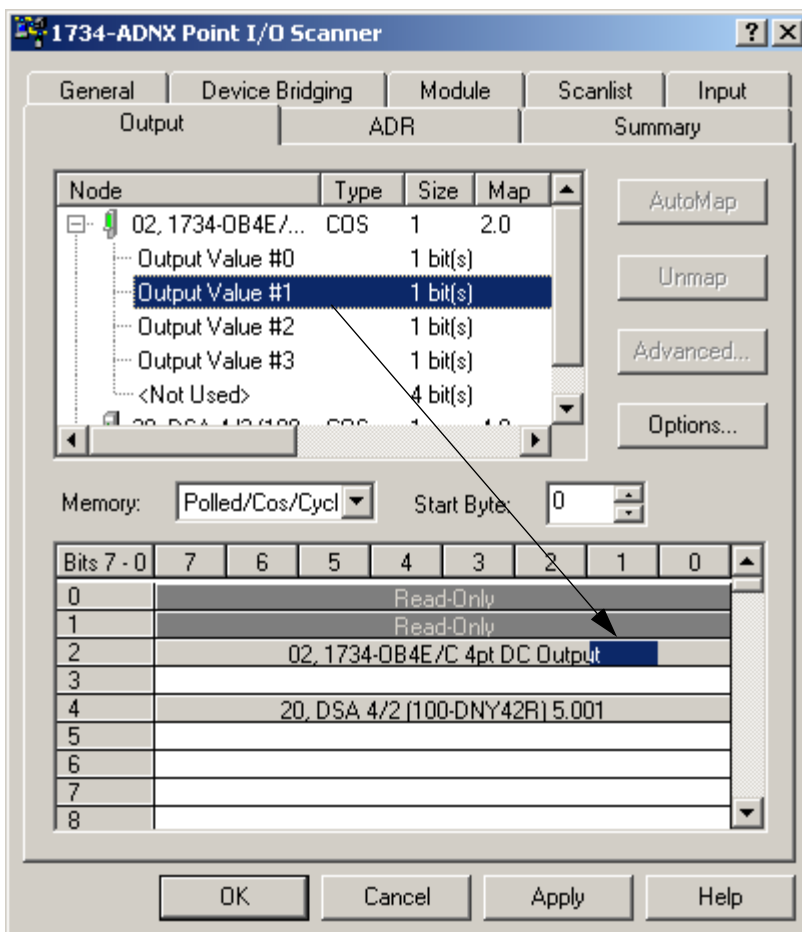 1734-ADNX Point I/O Scanner
General Device Bridging Module Scanlist Input
Output ADR Summary
Node Type Size Map
02, 1734-OB4E/... COS 1 2.0
Output Value #0 1 bit(s)
Output Value #1 1 bit(s)
Output Value #2 1 bit(s)
Output Value #3 1 bit(s)
<Not Used> 4 bit(s)
AutoMap
Unmap
Advanced...
Options...
Memory: Polled/Cos/Cycl Start Byte: 0
Bits 7 - 0 7 6 5 4 3 2 1 0
0 Read-Only
1 Read-Only
2 02, 1734-OB4E/C 4pt DC Output
3
4 20, DSA 4/2 (100-DNY42R) 5.001
5
6
7
8
OK Cancel Apply Help